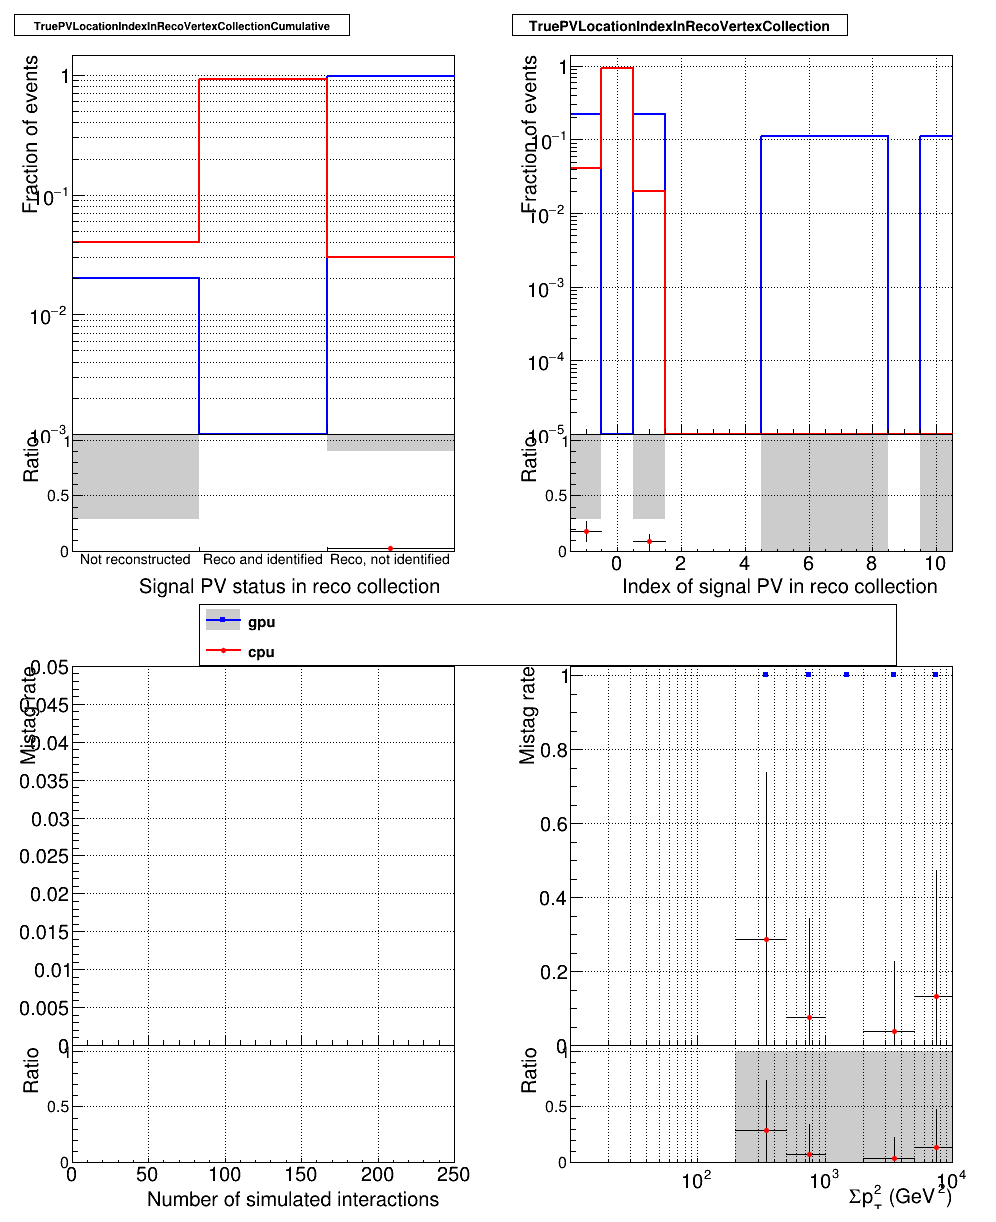 TruePVLocationIndexInRecoVertexCollectionCumulative
Fraction of events
1
10⁻¹
10⁻²
10⁻³
Ratio
1
0.5
0
Not reconstructed Reco and identified Reco, not identified
Signal PV status in reco collection
TruePVLocationIndexInRecoVertexCollection
Fraction of events
1
10⁻¹
10⁻²
10⁻³
10⁻⁴
10⁻⁵
Ratio
1
0.5
0
0 2 4 6 8 10
Index of signal PV in reco collection
gpu
cpu
Mistag rate
0.05
0.045
0.04
0.035
0.03
0.025
0.02
0.015
0.01
0.005
0
Ratio
1
0.5
0
0 50 100 150 200 250
Number of simulated interactions
Mistag rate
1
0.8
0.6
0.4
0.2
0
Ratio
1
0.5
0
10² 10³ 10⁴
Σp_T² (GeV²)